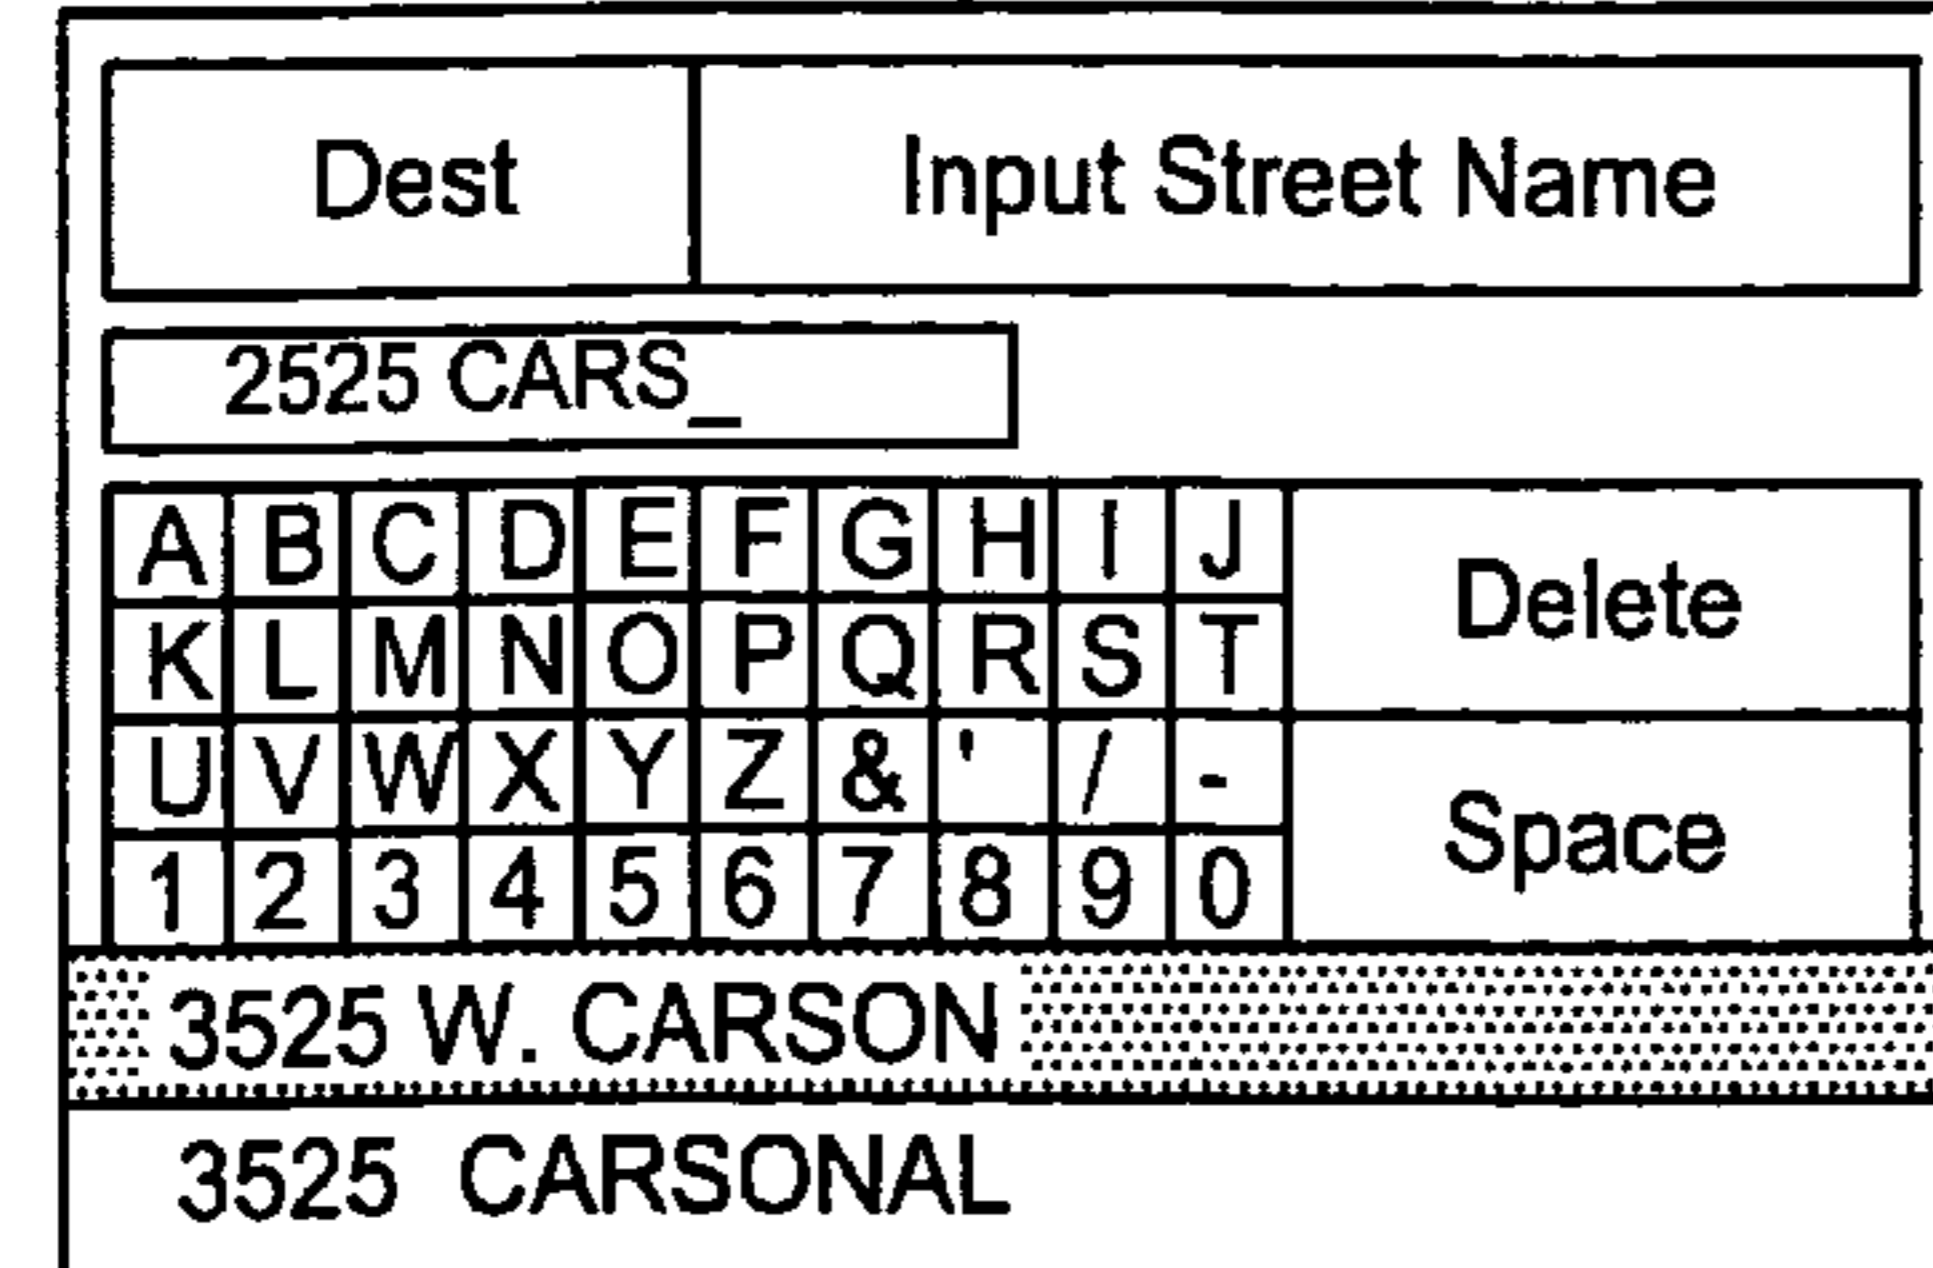 Dest Input Street Name
2525 CARS_
A B C D E F G H I J Delete
K L M N O P Q R S T
U V W X Y Z & ' / - Space
1 2 3 4 5 6 7 8 9 0
3525 W. CARSON
3525 CARSONAL